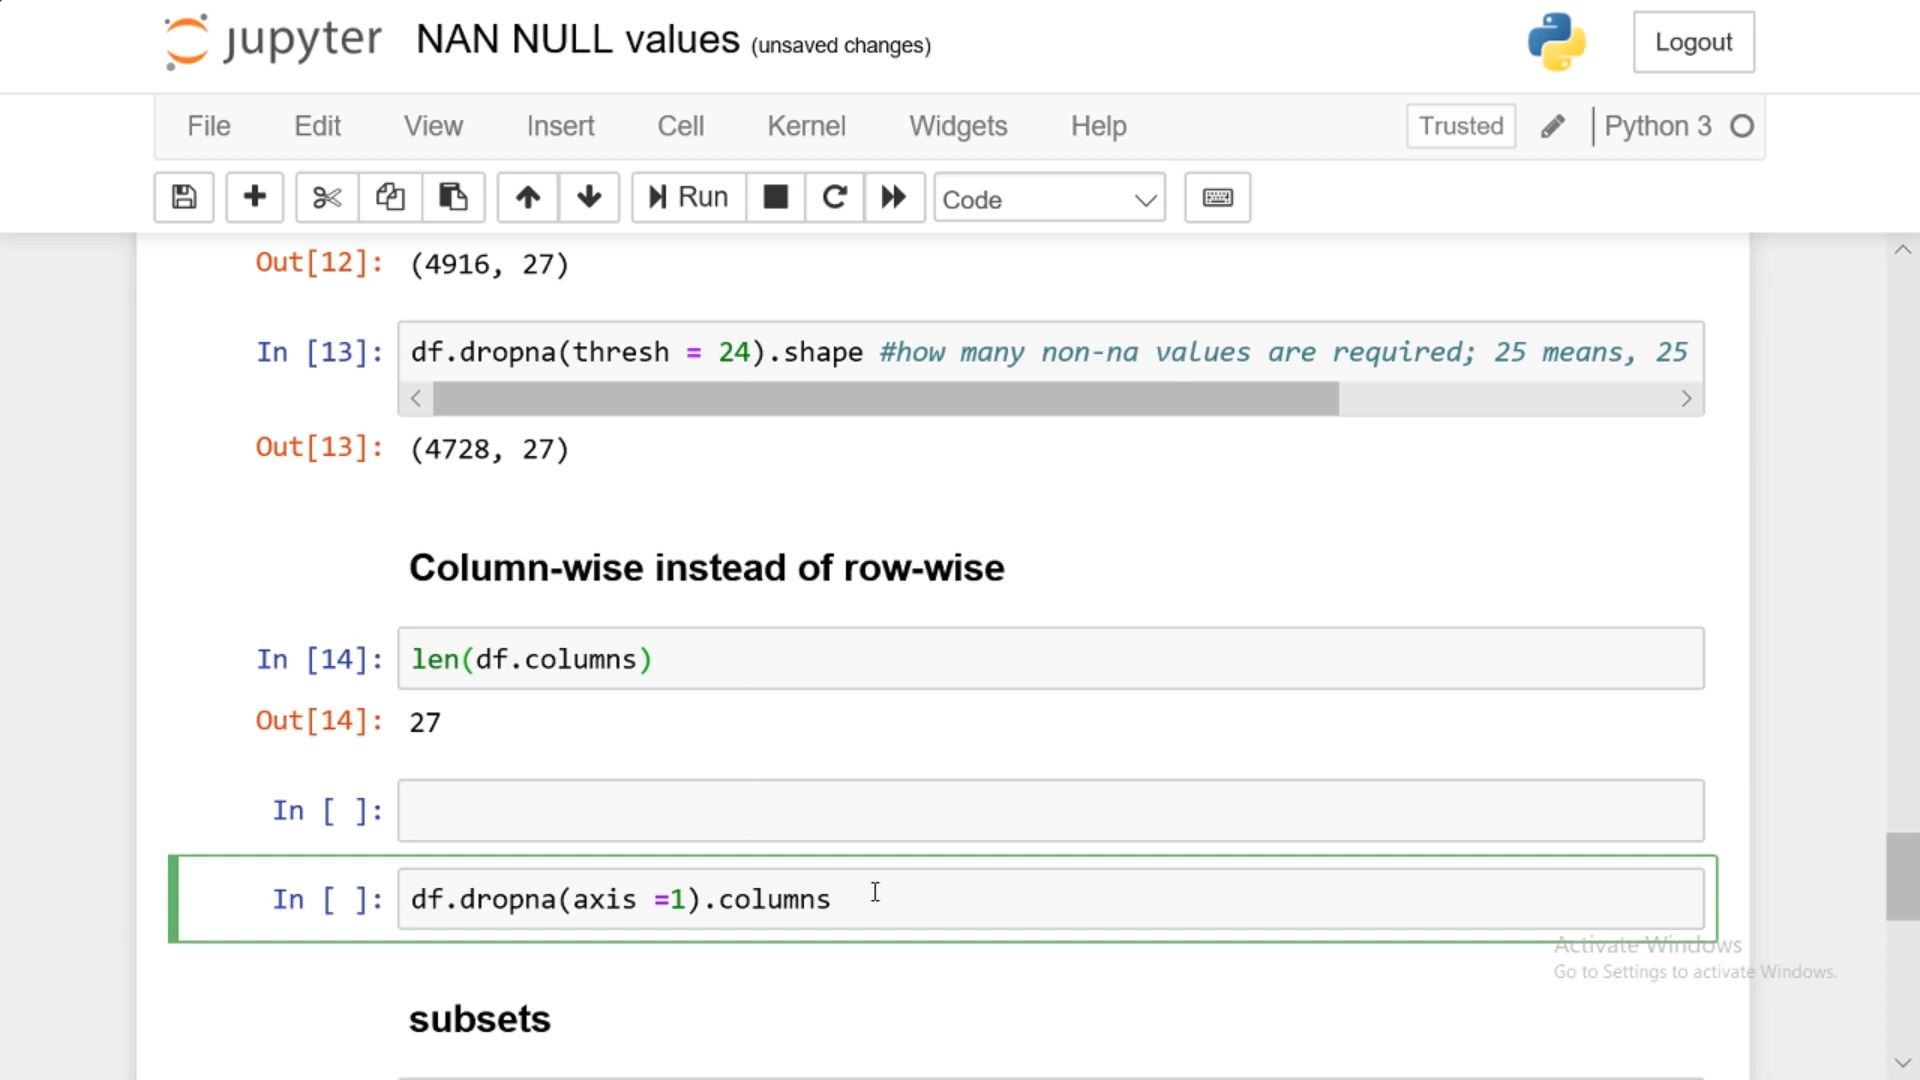 jupyter NAN NULL values (unsaved changes) Logout
File Edit View Insert Cell Kernel Widgets Help Trusted Python 3
Run Code
Out[12]: (4916, 27)
In [13]: df.dropna(thresh = 24).shape #how many non-na values are required; 25 means, 25
Out[13]: (4728, 27)
Column-wise instead of row-wise
In [14]: len(df.columns)
Out[14]: 27
In [ ]:
In [ ]: df.dropna(axis =1).columns
Activate Windows
Go to Settings to activate Windows.
subsets